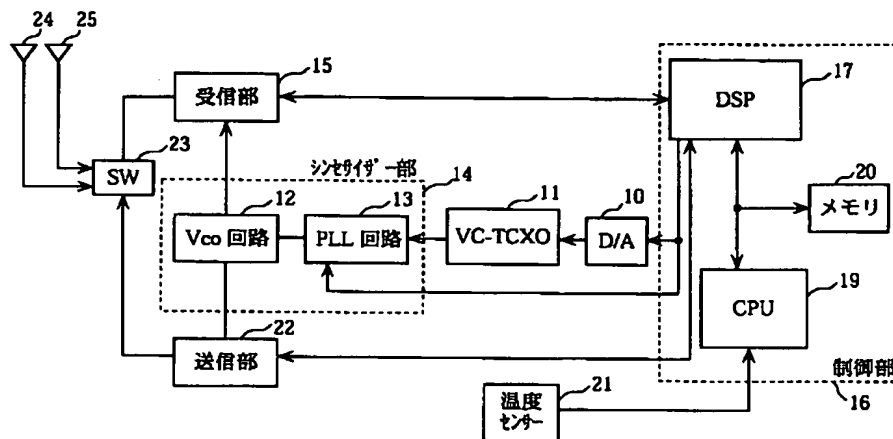 24
25
15
受信部
17
DSP
23
SW
シンセサイザー部
14
12
Vco 回路
13
PLL 回路
11
VC-TCXO
10
D/A
20
メモリ
19
CPU
22
送信部
制御部
16
21
温度
センサー